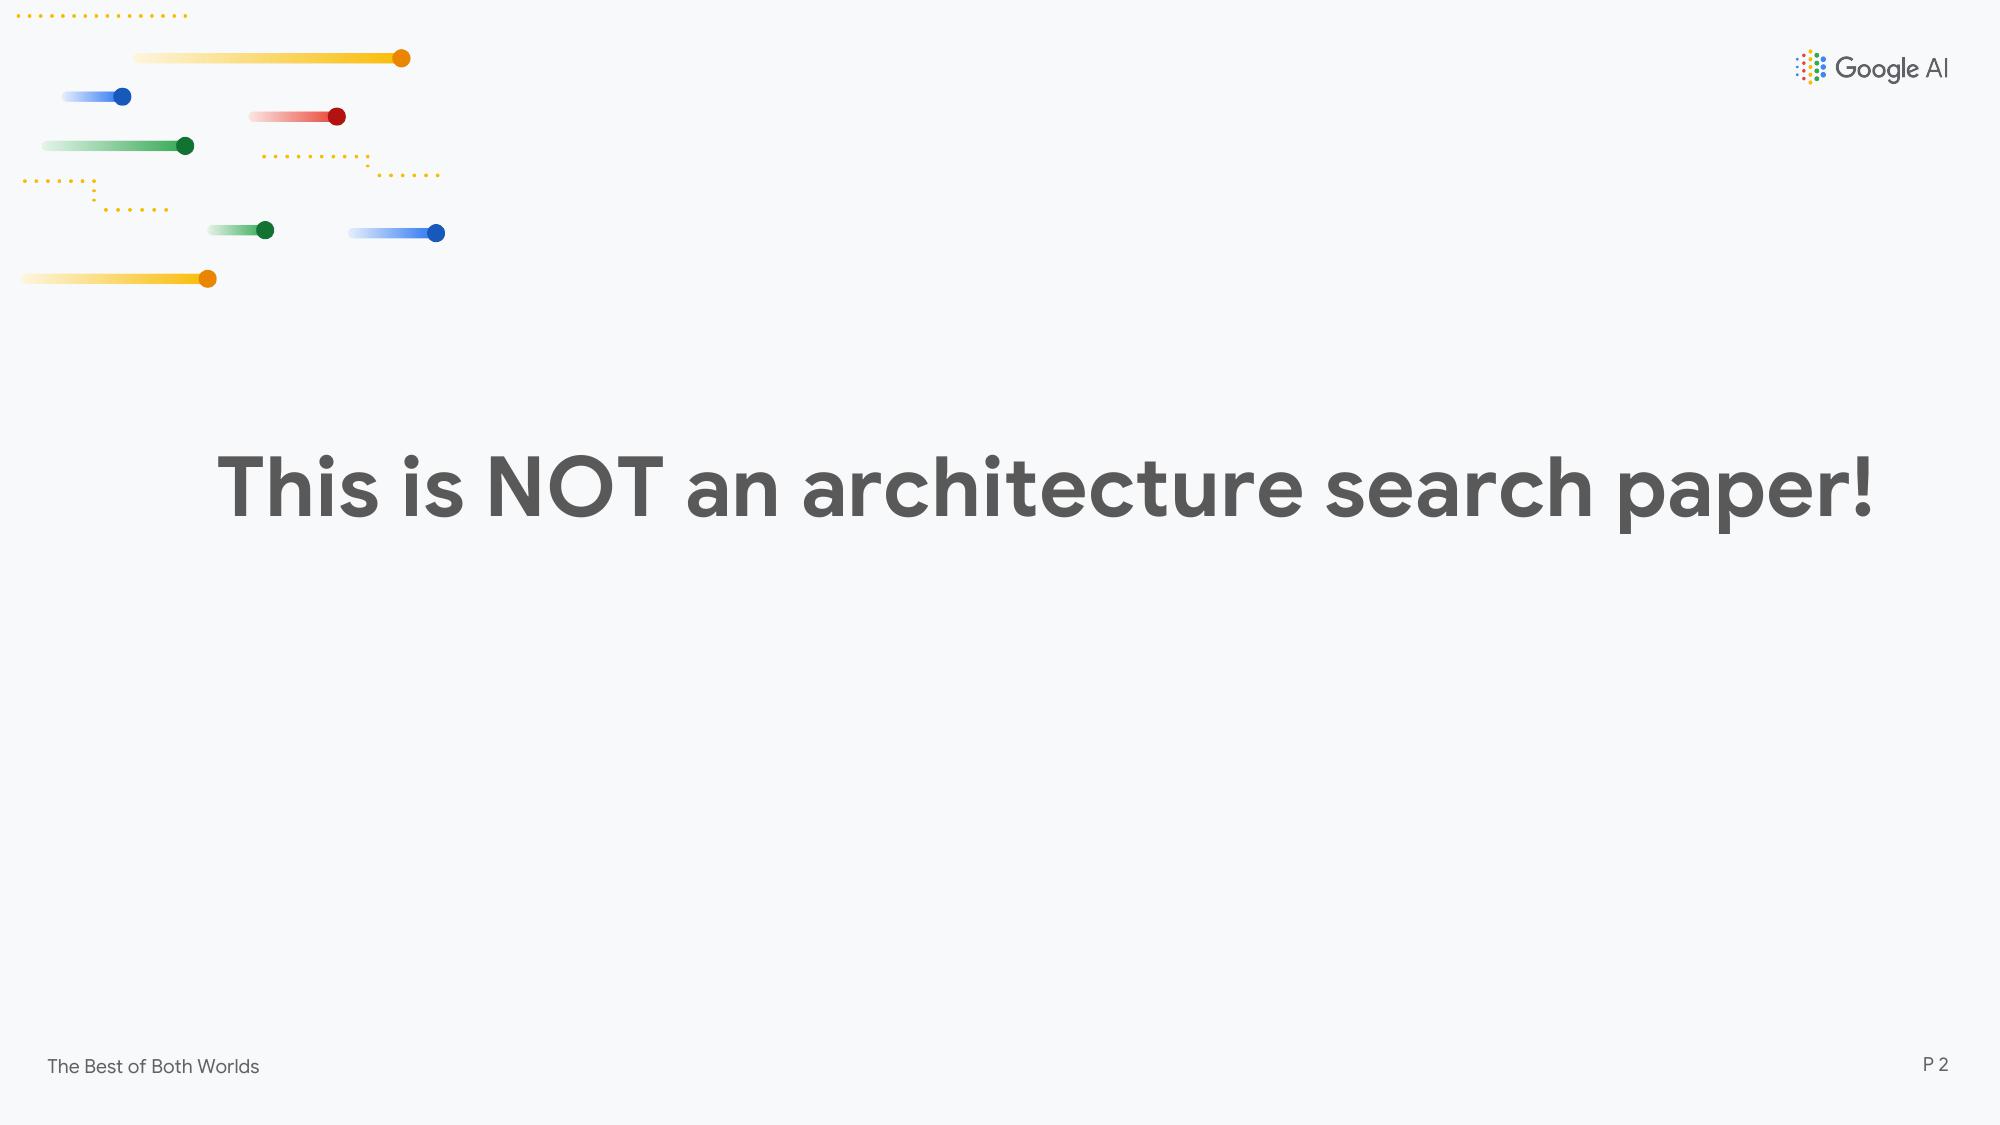 Google AI
This is NOT an architecture search paper!
The Best of Both Worlds
P 2